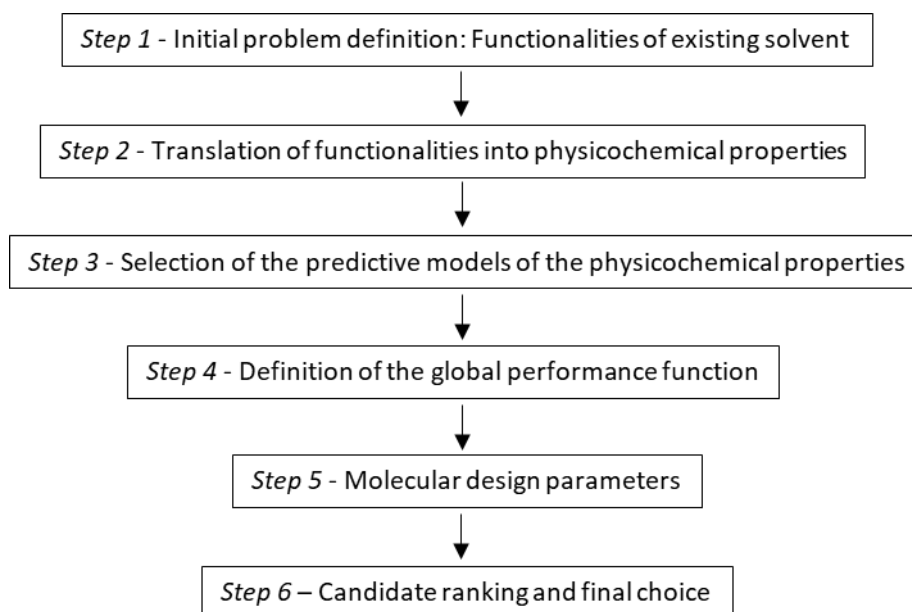 Step 1 - Initial problem definition: Functionalities of existing solvent
Step 2 - Translation of functionalities into physicochemical properties
Step 3 - Selection of the predictive models of the physicochemical properties
Step 4 - Definition of the global performance function
Step 5 - Molecular design parameters
Step 6 – Candidate ranking and final choice